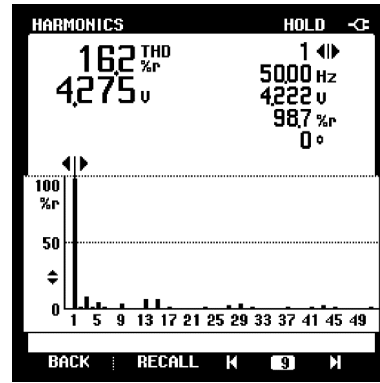 HARMONICS HOLD
16,2 THD %r
4,275 V
1
50,00 Hz
4,222 V
98,7 %r
0 °
100
%r
50
0
1 5 9 13 17 21 25 29 33 37 41 45 49
BACK RECALL 9